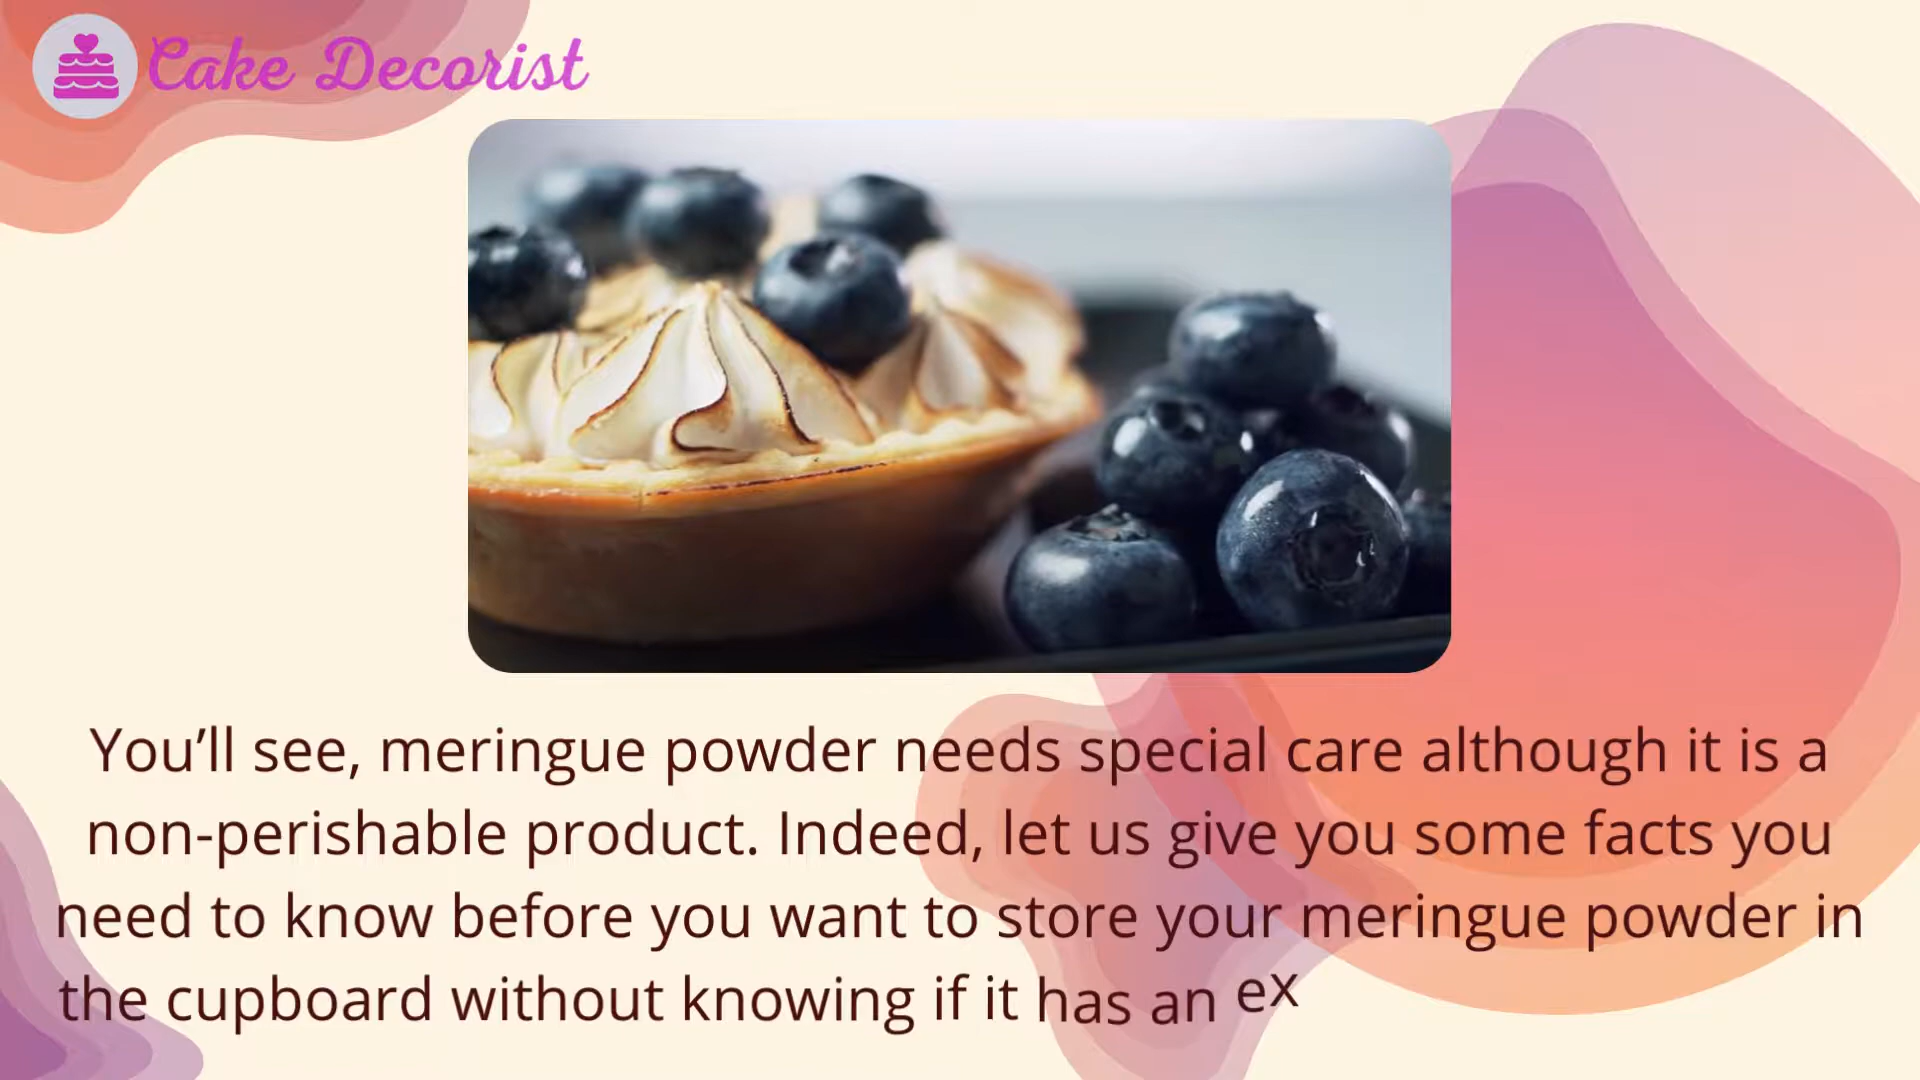 Cake Decorist
You’ll see, meringue powder needs special care although it is a
non-perishable product. Indeed, let us give you some facts you
need to know before you want to store your meringue powder in
the cupboard without knowing if it has an ex